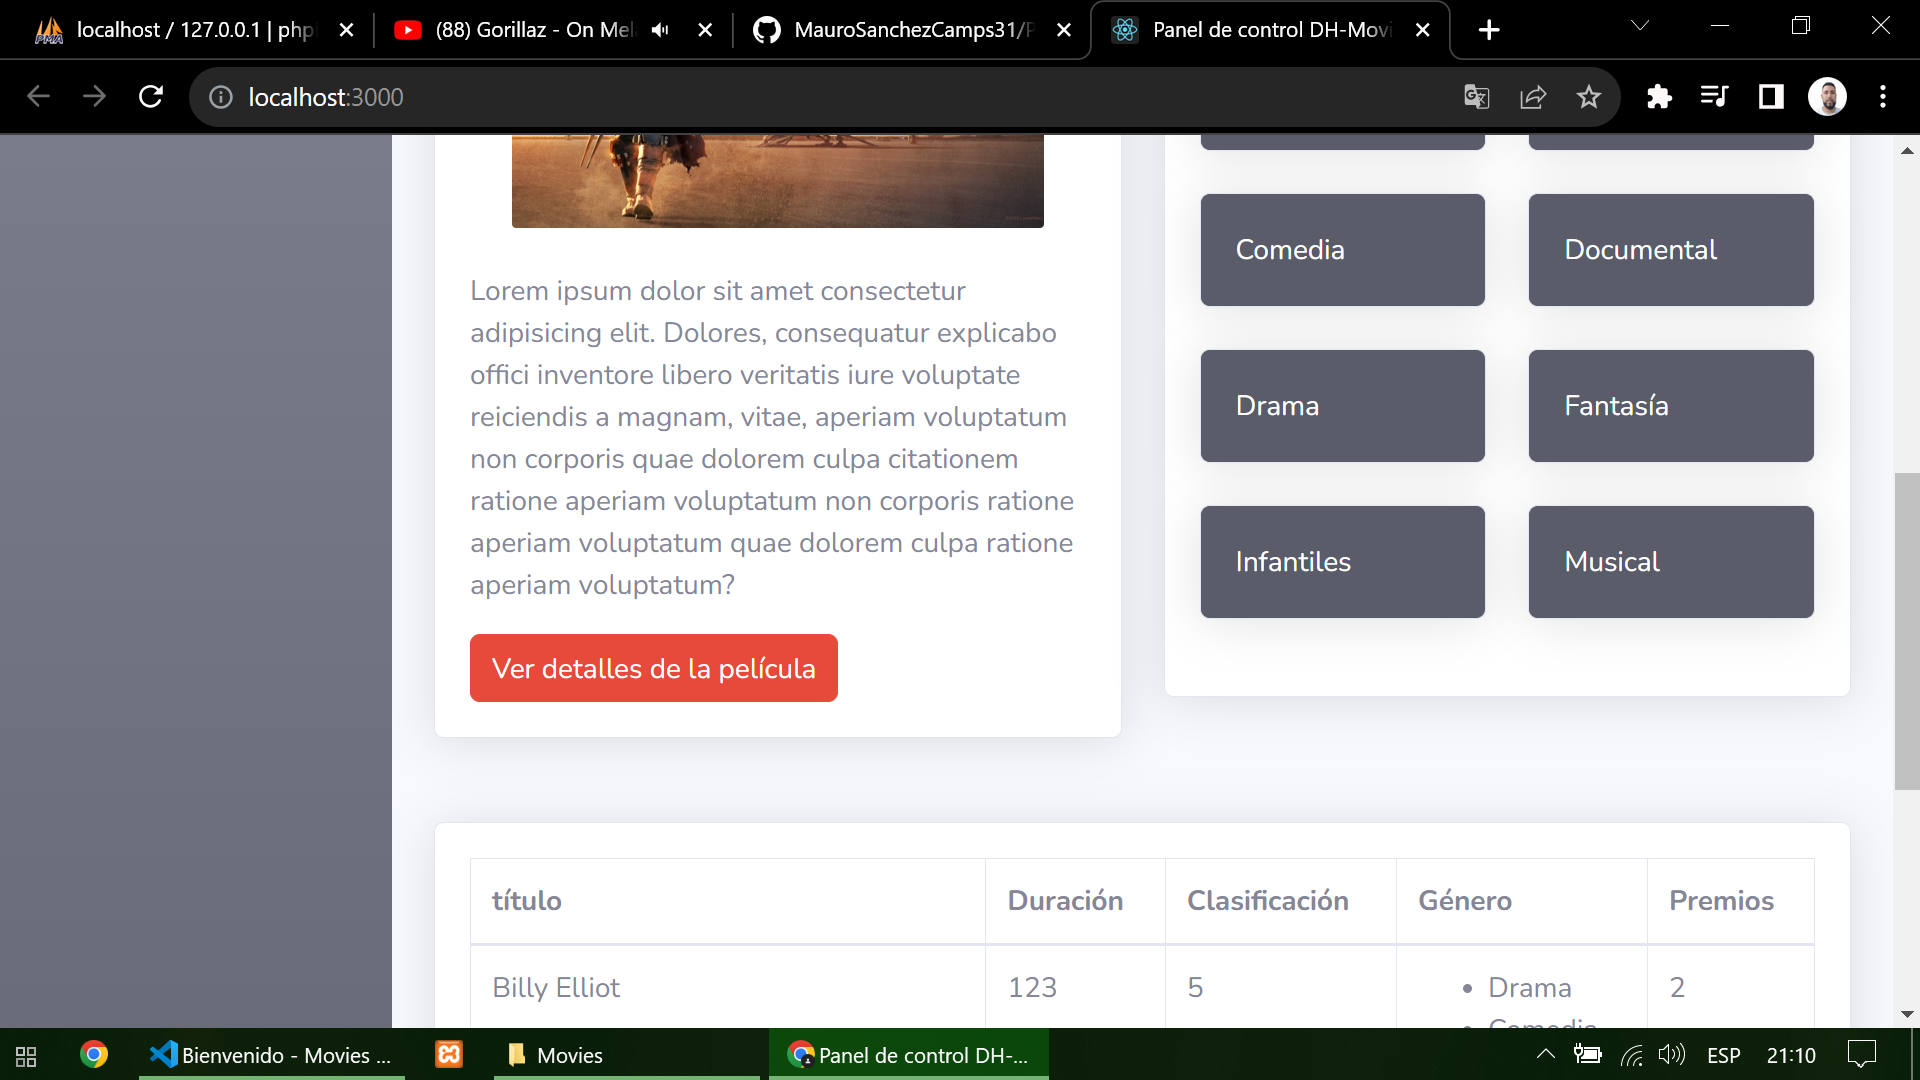 localhost / 127.0.0.1 | php
(88) Gorillaz - On Mel
MauroSanchezCamps31/P
Panel de control DH-Movi
localhost:3000
Lorem ipsum dolor sit amet consectetur
adipisicing elit. Dolores, consequatur explicabo
offici inventore libero veritatis iure voluptate
reiciendis a magnam, vitae, aperiam voluptatum
non corporis quae dolorem culpa citationem
ratione aperiam voluptatum non corporis ratione
aperiam voluptatum quae dolorem culpa ratione
aperiam voluptatum?
Ver detalles de la película
Comedia
Documental
Drama
Fantasía
Infantiles
Musical
título Duración Clasificación Género Premios
Billy Elliot 123 5 • Drama 2
• Comedia
Bienvenido - Movies ...
Movies
Panel de control DH-...
ESP
21:10